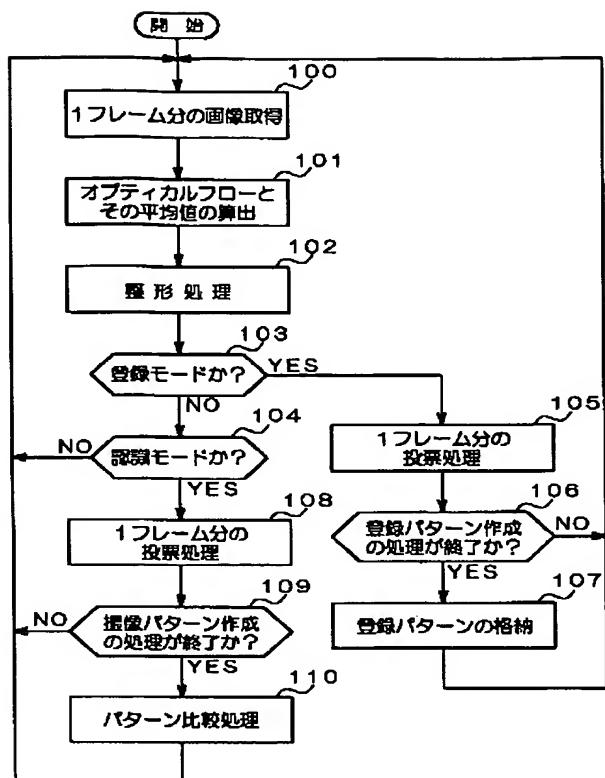 開始
100
1フレーム分の画像取得
101
オプティカルフローと
その平均値の算出
102
整形処理
103
登録モードか?
YES
NO
104
認識モードか?
NO
YES
105
1フレーム分の
投票処理
106
登録パターン作成
の処理が終了か?
NO
YES
107
登録パターンの格納
108
1フレーム分の
投票処理
109
撮像パターン作成
の処理が終了か?
NO
YES
110
パターン比較処理